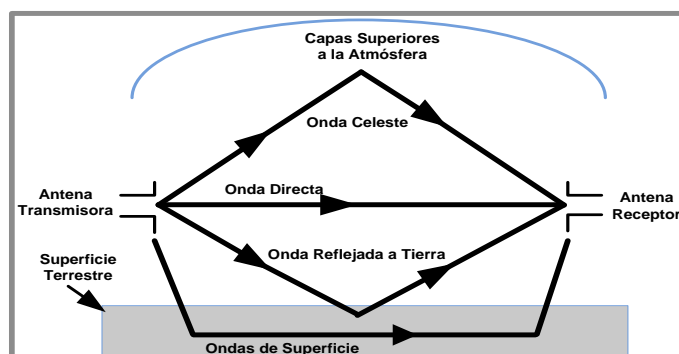 Capas Superiores
a la Atmósfera
Onda Celeste
Antena
Transmisora
Onda Directa
Antena
Receptor
Onda Reflejada a Tierra
Superficie
Terrestre
Ondas de Superficie